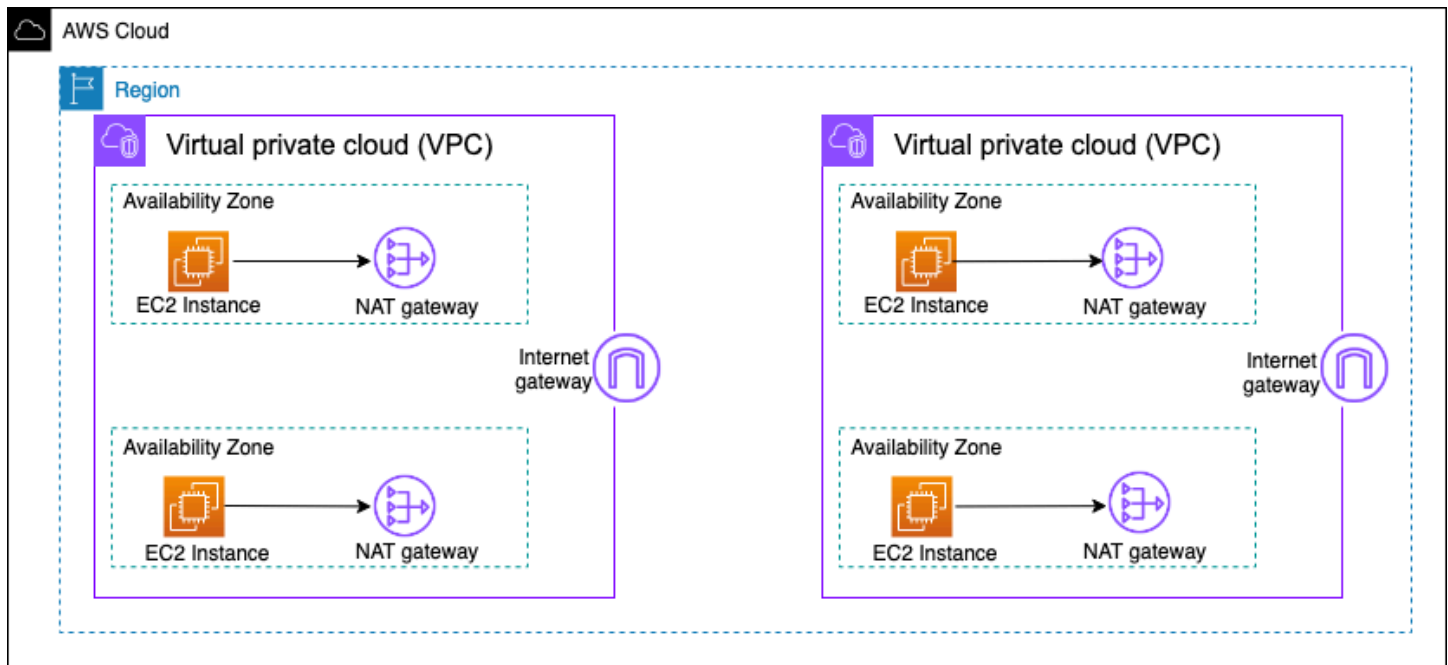 AWS Cloud
Region
Virtual private cloud (VPC)
Availability Zone
EC2 Instance
NAT gateway
Internet
gateway
Availability Zone
EC2 Instance
NAT gateway
Virtual private cloud (VPC)
Availability Zone
EC2 Instance
NAT gateway
Internet
gateway
Availability Zone
EC2 Instance
NAT gateway